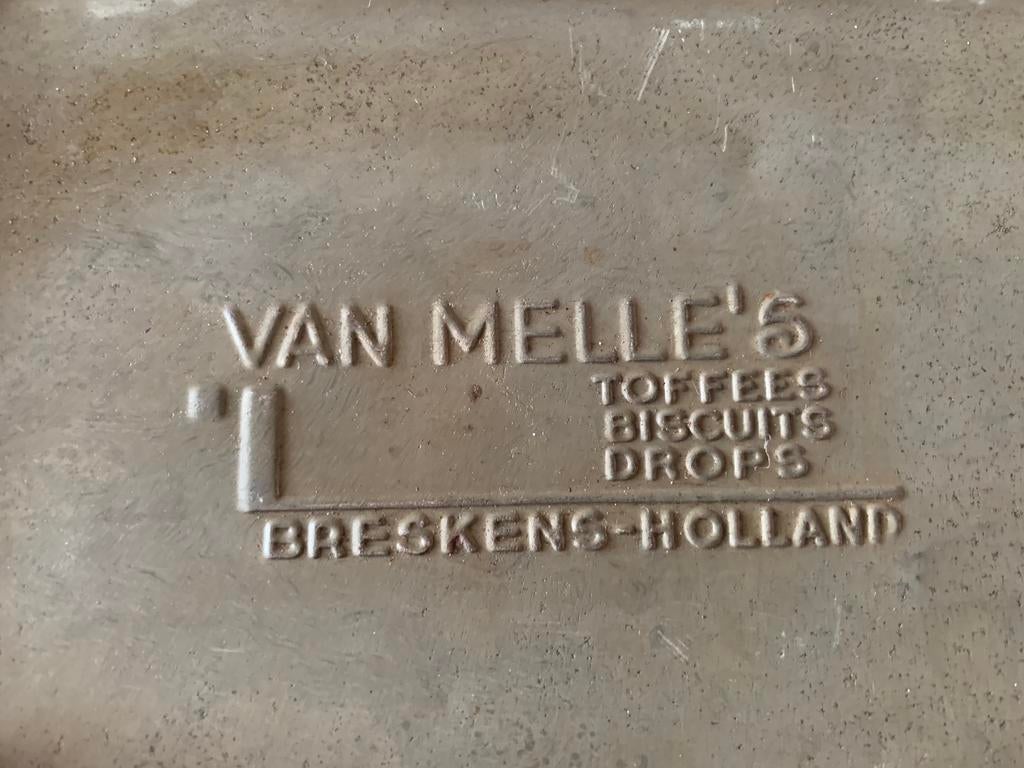 VAN MELLE'S
TOFFEES
BISCUITS
DROPS
BRESKENS-HOLLAND